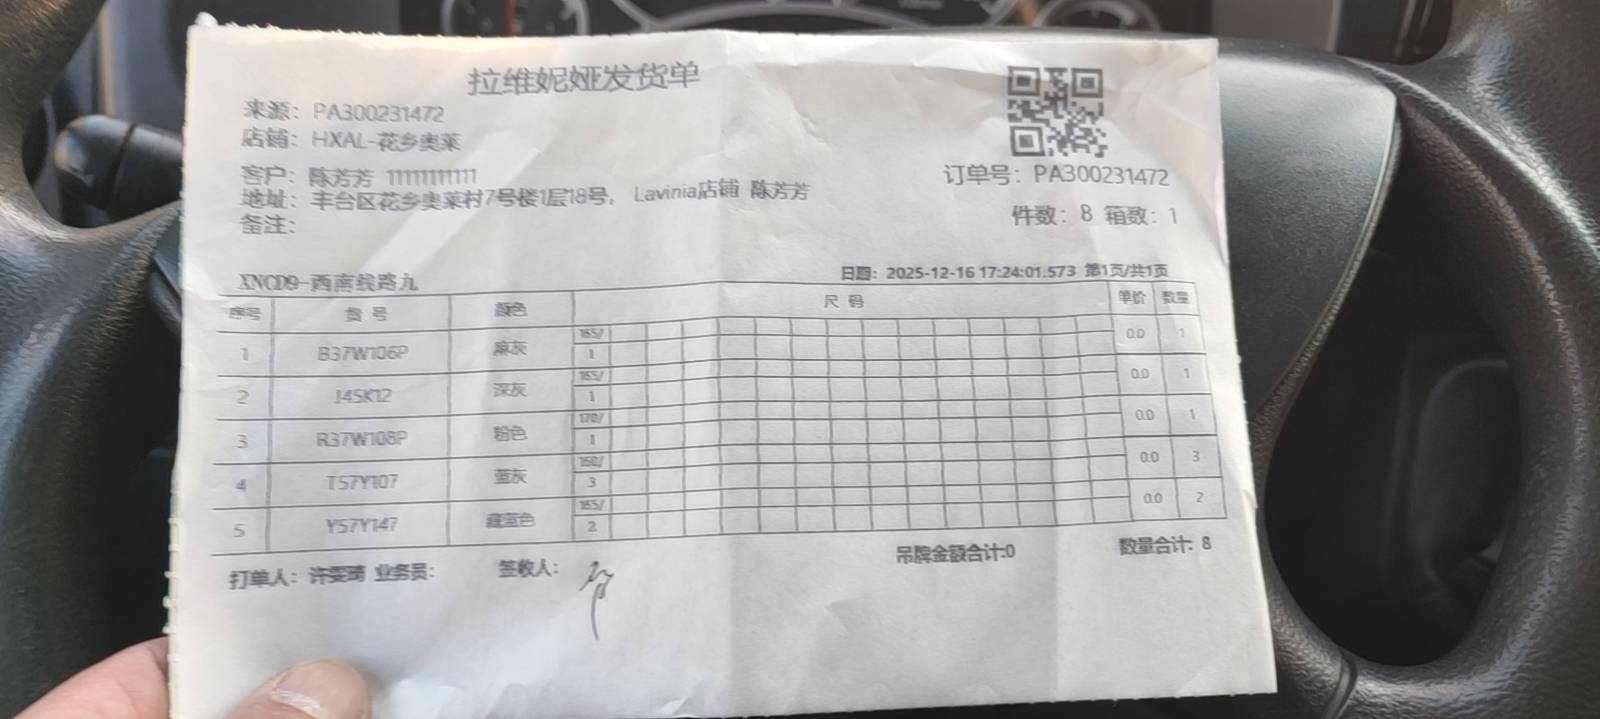 拉维妮娅发货单
来源：PA300231472
店铺：HXAL-花乡奥莱
客户：陈芳芳 11111111111
地址：丰台区花乡奥莱村7号楼1层18号， Lavinia店铺 陈芳芳
备注：
订单号：PA300231472
件数：8 箱数：1
XNCD9-西南线路九
日期：2025-12-16 17:24:01.573 第1页/共1页
序号 货号 颜色 尺码 单价 数量
1 B37W106P 麻灰 165/ 1 0.0 1
2 J45K12 深灰 165/ 1 0.0 1
3 R37W108P 粉色 170/ 1 0.0 1
4 T57Y107 蓝灰 160/ 3 0.0 3
5 Y57Y147 藏蓝色 165/ 2 0.0 2
打单人：许雯琦 业务员： 签收人：
吊牌金额合计:0
数量合计: 8